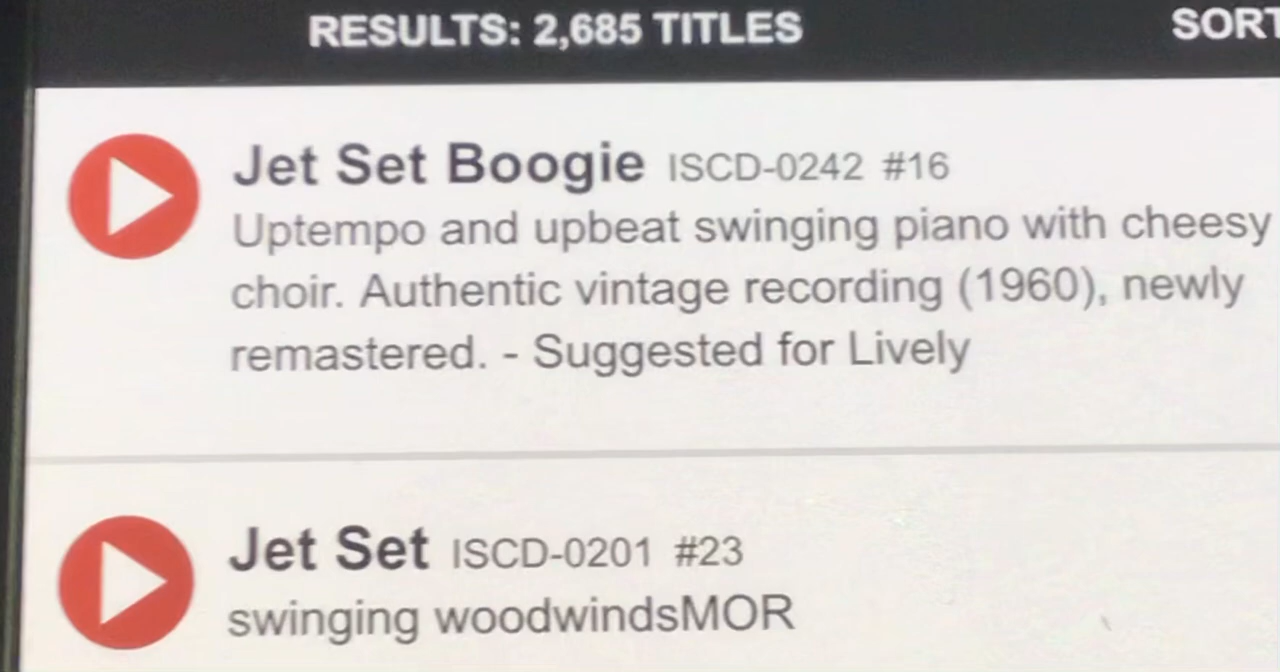 RESULTS: 2,685 TITLES SORT
Jet Set Boogie ISCD-0242 #16
Uptempo and upbeat swinging piano with cheesy
choir. Authentic vintage recording (1960), newly
remastered. - Suggested for Lively
Jet Set ISCD-0201 #23
swinging woodwindsMOR